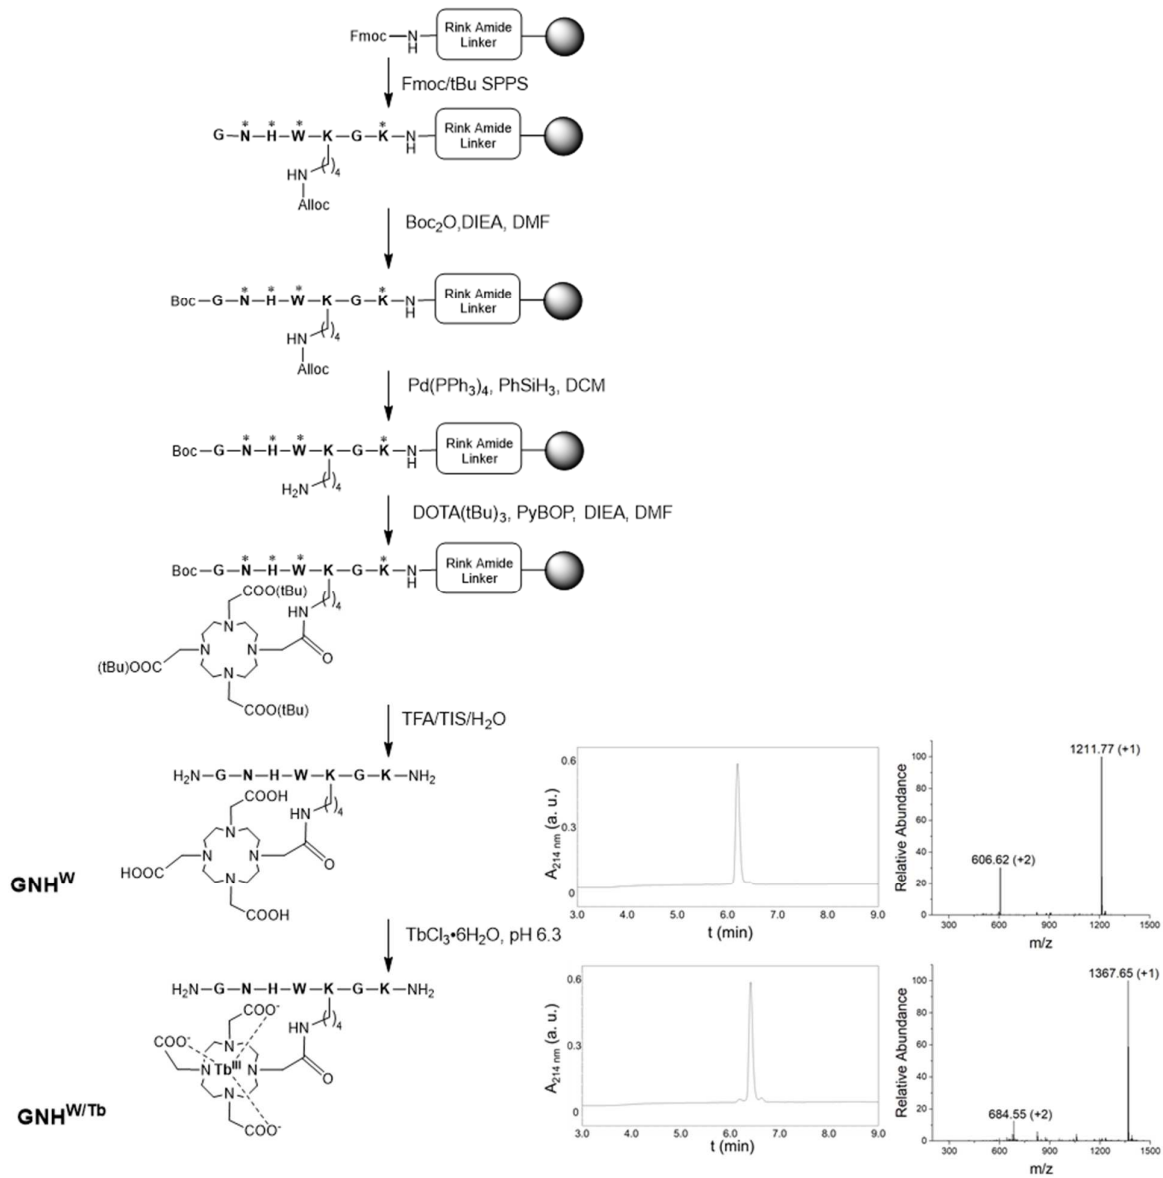 Fmoc N H Rink Amide Linker
Fmoc/tBu SPPS
G N* H* W* K G K* N H Rink Amide Linker
HN ( )4
Alloc
Boc2O,DIEA, DMF
Boc G N* H* W* K G K* N H Rink Amide Linker
HN ( )4
Alloc
Pd(PPh3)4, PhSiH3, DCM
Boc G N* H* W* K G K* N H Rink Amide Linker
H2N ( )4
DOTA(tBu)3, PyBOP, DIEA, DMF
Boc G N* H* W* K G K* N H Rink Amide Linker
COO(tBu) HN ( )4
N
N N
(tBu)OOC O
N
COO(tBu)
TFA/TIS/H2O
H2N G N H W K G K NH2
COOH HN ( )4
N
N N
HOOC O
N
COOH
GNHW
0.6
0.3
0
A214 nm (a. u.)
3.0 4.0 5.0 6.0 7.0 8.0 9.0
t (min)
1211.77 (+1)
606.62 (+2)
100
80
60
40
20
0
Relative Abundance
300 600 900 1200 1500
m/z
TbCl3•6H2O, pH 6.3
H2N G N H W K G K NH2
COO- HN ( )4
COO-
N
N TbIII N
O
N
COO-
GNHW/Tb
0.6
0.3
0
A214 nm (a. u.)
3.0 4.0 5.0 6.0 7.0 8.0 9.0
t (min)
1367.65 (+1)
684.55 (+2)
100
80
60
40
20
0
Relative Abundance
300 600 900 1200 1500
m/z